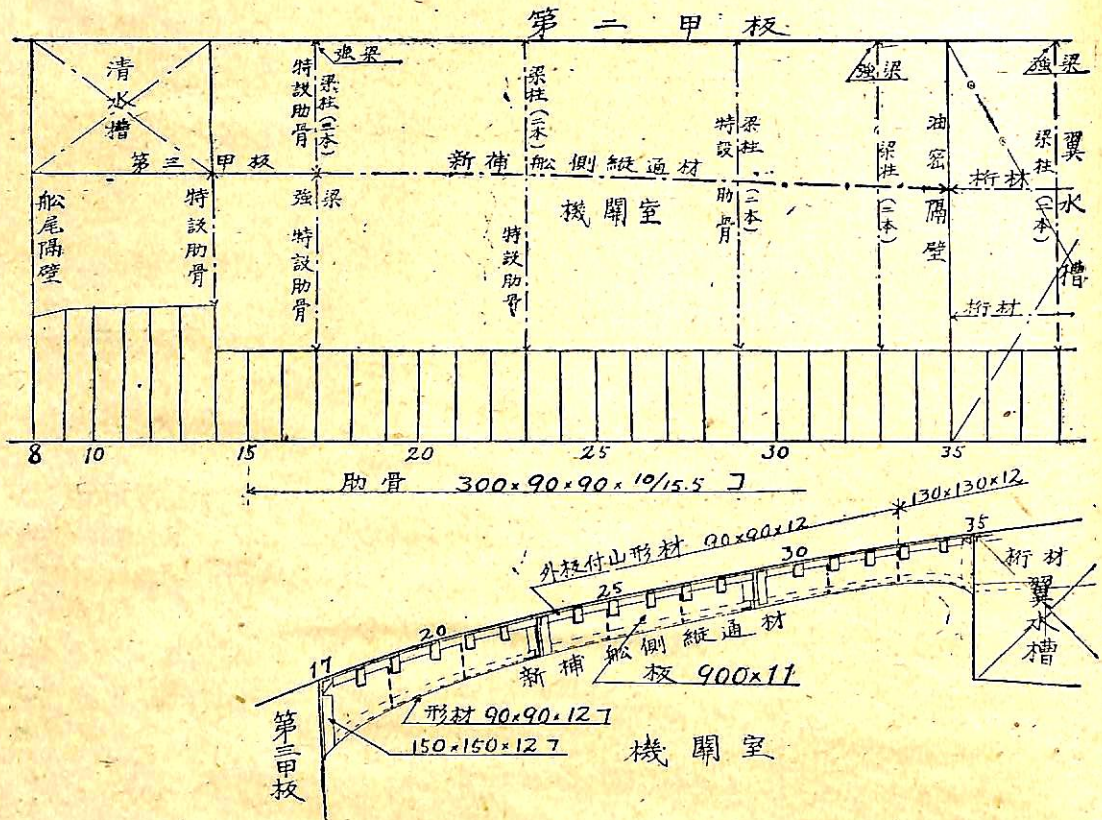 第二甲板
清水槽
特設肋骨
梁柱(二本)
強梁
梁柱(二本)
特設肋骨
梁柱(二本)
強梁
梁柱(二本)
油密隔壁
強梁
梁柱(二本)
翼水槽
第三甲板
新補船側縦通材
桁材
船尾隔壁
特設肋骨
強梁
特設肋骨
特設肋骨
機関室
桁材
8 10 15 20 25 30 35
肋骨 300×90×90×10/15.5 コ
外板付山形材 90×90×12
130×130×12
17 20 25 30 35
桁材
翼水槽
新補船側縦通材
板 900×11
形材 90×90×12 フ
150×150×12 フ
第三甲板
機関室